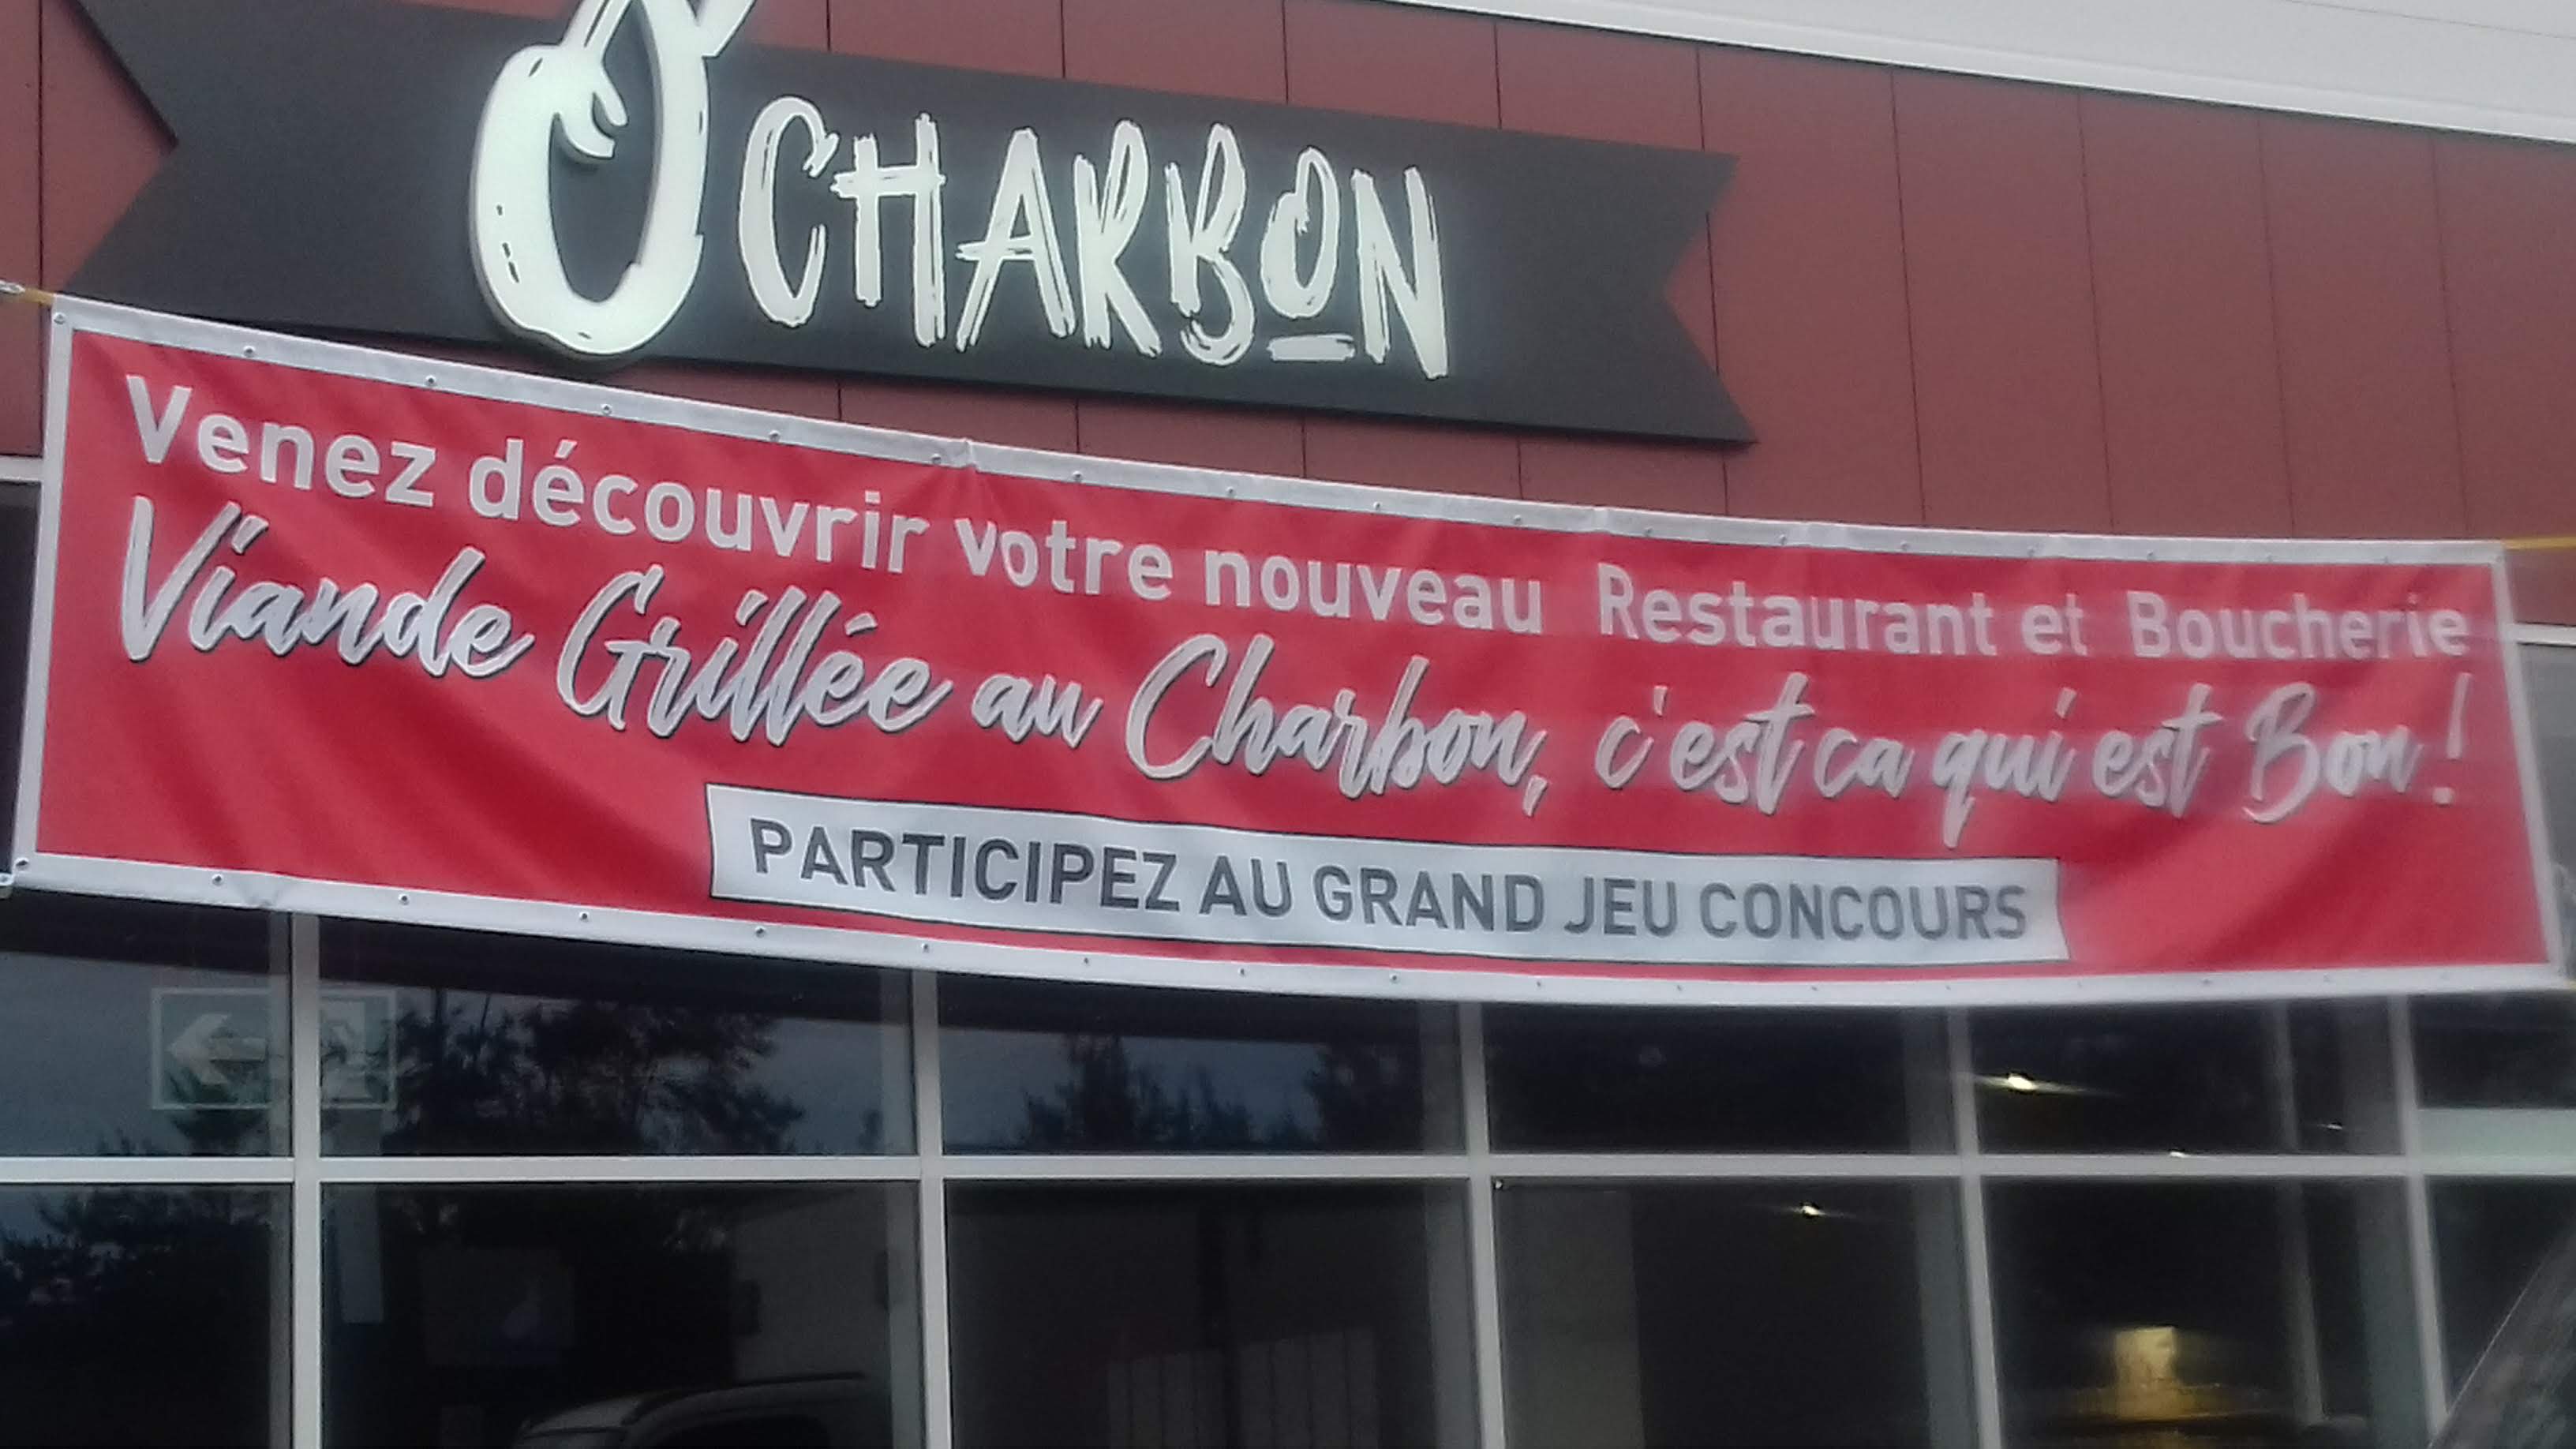 O'CHARBON
Venez découvrir votre nouveau Restaurant et Boucherie
Viande Grillée au Charbon, c'est ca qui est Bon !
PARTICIPEZ AU GRAND JEU CONCOURS